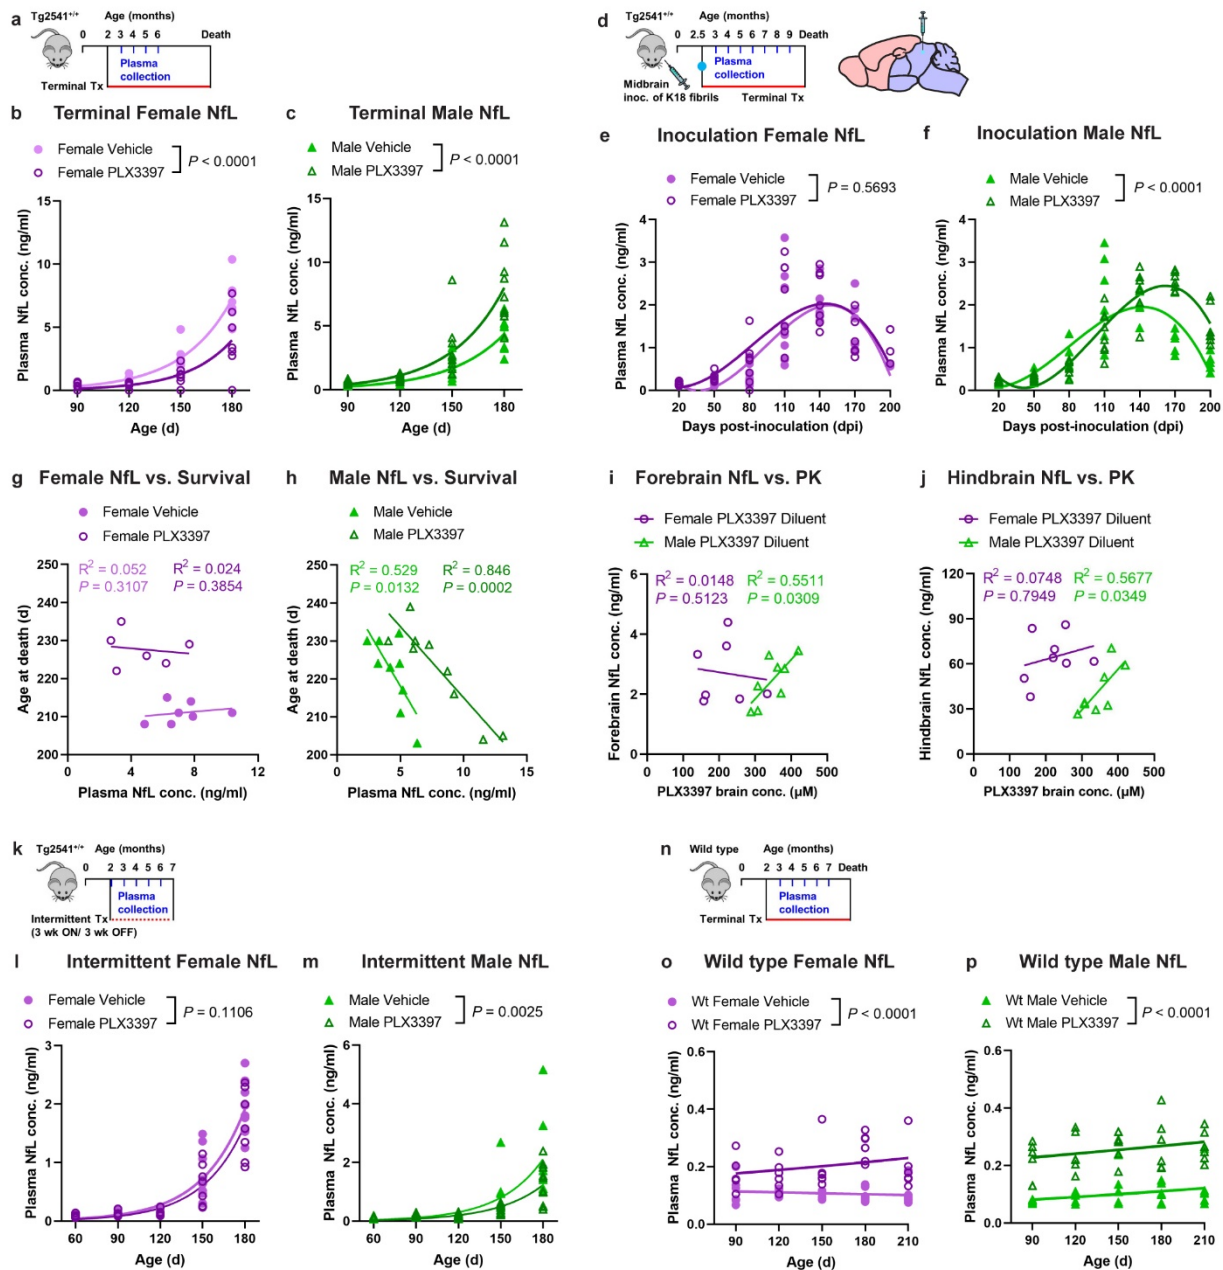 a
Tg2541+/+
Age (months)
0 2 3 4 5 6 Death
Plasma
collection
Terminal Tx
b Terminal Female NfL
Female Vehicle
Female PLX3397
P < 0.0001
Plasma NfL conc. (ng/ml)
15
10
5
0
90 120 150 180
Age (d)
c Terminal Male NfL
Male Vehicle
Male PLX3397
P < 0.0001
Plasma NfL conc. (ng/ml)
15
10
5
0
90 120 150 180
Age (d)
d
Tg2541+/+
Age (months)
0 2.5 3 4 5 6 7 8 9 Death
Plasma
collection
Midbrain
inoc. of K18 fibrils
Terminal Tx
e Inoculation Female NfL
Female Vehicle
Female PLX3397
P = 0.5693
Plasma NfL conc. (ng/ml)
4
3
2
1
0
20 50 80 110 140 170 200
Days post-inoculation (dpi)
f Inoculation Male NfL
Male Vehicle
Male PLX3397
P < 0.0001
Plasma NfL conc. (ng/ml)
4
3
2
1
0
20 50 80 110 140 170 200
Days post-inoculation (dpi)
g Female NfL vs. Survival
Female Vehicle
Female PLX3397
R2 = 0.052 R2 = 0.024
P = 0.3107 P = 0.3854
Age at death (d)
250
240
230
220
210
200
0 4 8 12
Plasma NfL conc. (ng/ml)
h Male NfL vs. Survival
Male Vehicle
Male PLX3397
R2 = 0.529 R2 = 0.846
P = 0.0132 P = 0.0002
Age at death (d)
250
240
230
220
210
200
0 5 10 15
Plasma NfL conc. (ng/ml)
i Forebrain NfL vs. PK
Female PLX3397 Diluent
Male PLX3397 Diluent
R2 = 0.0148 R2 = 0.5511
P = 0.5123 P = 0.0309
Forebrain NfL conc. (ng/ml)
6
4
2
0
0 100 200 300 400 500
PLX3397 brain conc. (µM)
j Hindbrain NfL vs. PK
Female PLX3397 Diluent
Male PLX3397 Diluent
R2 = 0.0748 R2 = 0.5677
P = 0.7949 P = 0.0349
Hindbrain NfL conc. (ng/ml)
120
90
60
30
0
0 100 200 300 400 500
PLX3397 brain conc. (µM)
k
Tg2541+/+
Age (months)
0 2 3 4 5 6 7
Plasma
collection
Intermittent Tx
(3 wk ON/ 3 wk OFF)
l Intermittent Female NfL
Female Vehicle
Female PLX3397
P = 0.1106
Plasma NfL conc. (ng/ml)
3
2
1
0
60 90 120 150 180
Age (d)
m Intermittent Male NfL
Male Vehicle
Male PLX3397
P = 0.0025
Plasma NfL conc. (ng/ml)
6
4
2
0
60 90 120 150 180
Age (d)
n
Wild type
Age (months)
0 2 3 4 5 6 7 Death
Plasma
collection
Terminal Tx
o Wild type Female NfL
Wt Female Vehicle
Wt Female PLX3397
P < 0.0001
Plasma NfL conc. (ng/ml)
0.6
0.4
0.2
0.0
90 120 150 180 210
Age (d)
p Wild type Male NfL
Wt Male Vehicle
Wt Male PLX3397
P < 0.0001
Plasma NfL conc. (ng/ml)
0.6
0.4
0.2
0.0
90 120 150 180 210
Age (d)